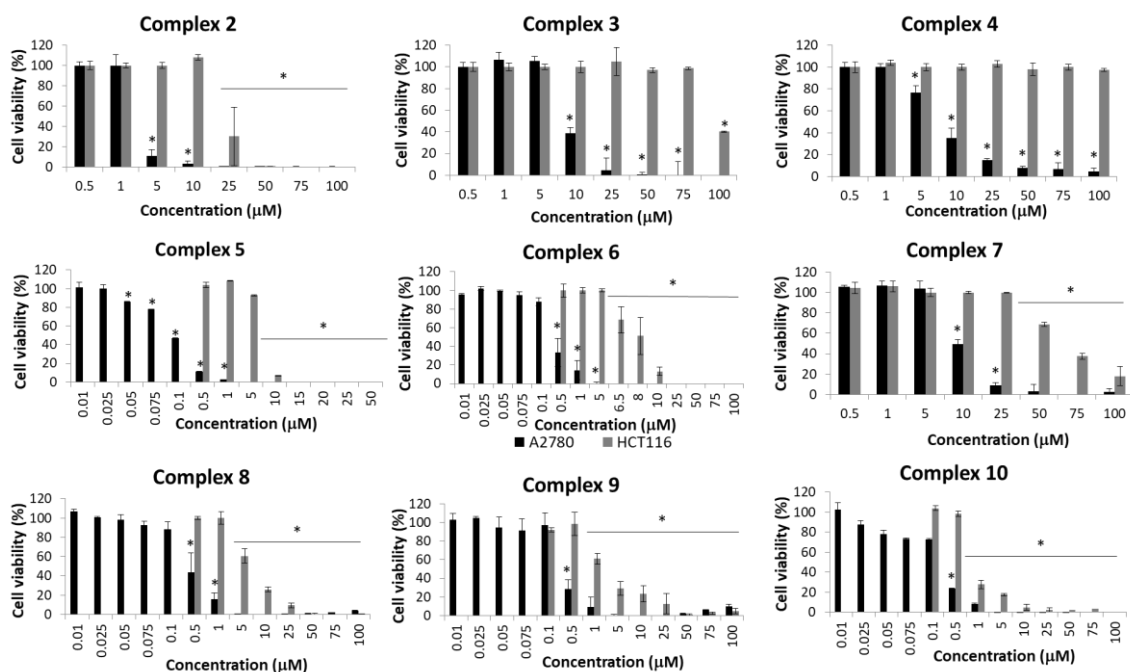 Complex 2
Cell viability (%)
120
100
80
60
40
20
0
*
* *
0.5 1 5 10 25 50 75 100
Concentration (μM)
Complex 3
Cell viability (%)
120
100
80
60
40
20
0
* * * * *
0.5 1 5 10 25 50 75 100
Concentration (μM)
Complex 4
Cell viability (%)
120
100
80
60
40
20
0
* * * * * *
0.5 1 5 10 25 50 75 100
Concentration (μM)
Complex 5
Cell viability (%)
120
100
80
60
40
20
0
* * * * * *
0.01 0.025 0.05 0.075 0.1 0.5 1 5 10 15 20 25 50
Concentration (μM)
Complex 6
Cell viability (%)
120
100
80
60
40
20
0
*
* * *
0.01 0.025 0.05 0.075 0.1 0.5 1 5 6.5 8 10 25 50 75 100
Concentration (μM)
A2780 HCT116
Complex 7
Cell viability (%)
120
100
80
60
40
20
0
*
* *
0.5 1 5 10 25 50 75 100
Concentration (μM)
Complex 8
Cell viability (%)
120
100
80
60
40
20
0
*
* *
0.01 0.025 0.05 0.075 0.1 0.5 1 5 10 25 50 75 100
Concentration (μM)
Complex 9
Cell viability (%)
120
100
80
60
40
20
0
*
*
0.01 0.025 0.05 0.075 0.1 0.5 1 5 10 25 50 75 100
Concentration (μM)
Complex 10
Cell viability (%)
120
100
80
60
40
20
0
*
*
0.01 0.025 0.05 0.075 0.1 0.5 1 5 10 25 50 75 100
Concentration (μM)